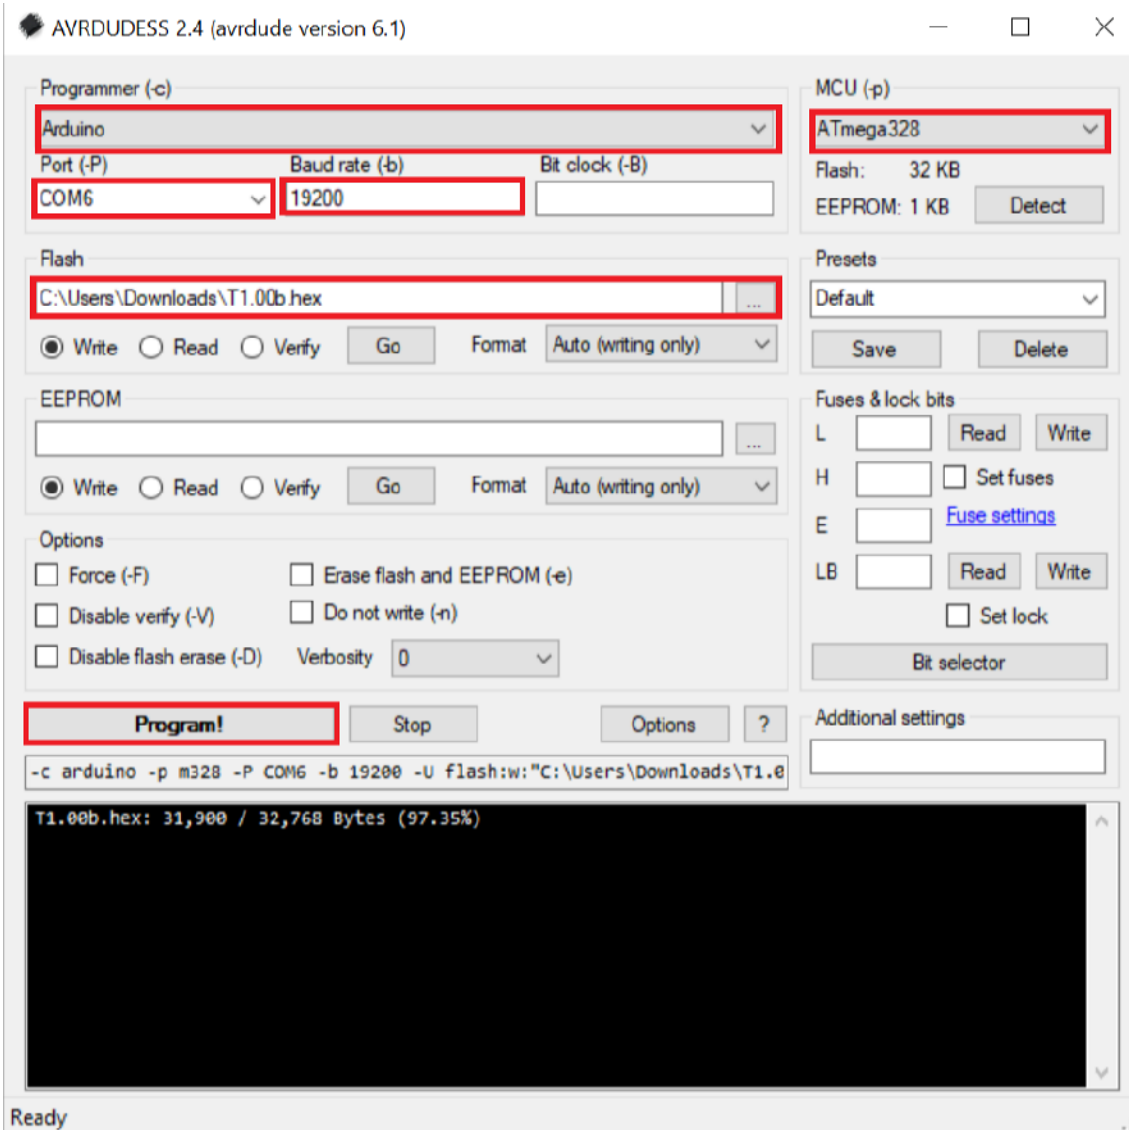 AVRDUDESS 2.4 (avrdude version 6.1)
Programmer (-c)
Arduino
Port (-P) Baud rate (-b) Bit clock (-B)
COM6 19200
MCU (-p)
ATmega328
Flash: 32 KB
EEPROM: 1 KB Detect
Flash
C:\Users\Downloads\T1.00b.hex ...
Write Read Verify Go Format Auto (writing only)
Presets
Default
Save Delete
EEPROM
...
Write Read Verify Go Format Auto (writing only)
Fuses & lock bits
L Read Write
H Set fuses
E Fuse settings
LB Read Write
Set lock
Bit selector
Options
Force (-F) Erase flash and EEPROM (-e)
Disable verify (-V) Do not write (-n)
Disable flash erase (-D) Verbosity 0
Program! Stop Options ?
Additional settings
-c arduino -p m328 -P COM6 -b 19200 -U flash:w:"C:\Users\Downloads\T1.0
T1.00b.hex: 31,900 / 32,768 Bytes (97.35%)
Ready